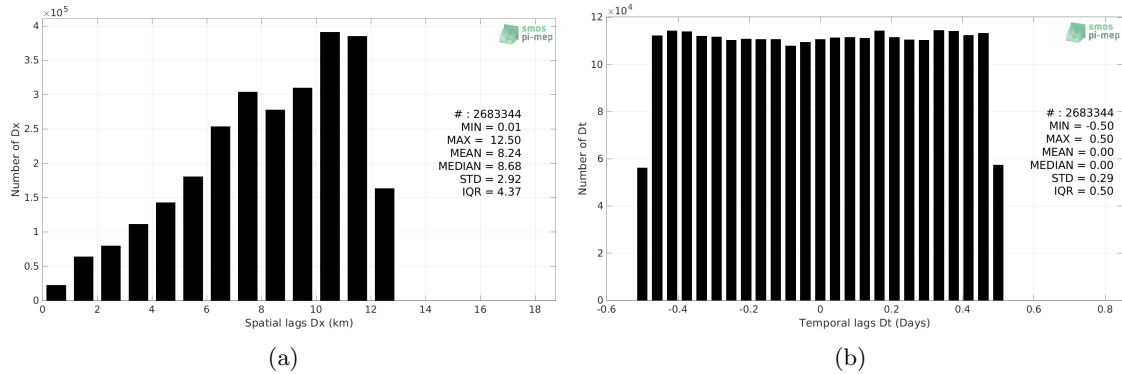 ×10⁵
4
3.5
3
2.5
2
1.5
1
0.5
0
Number of Dx
0 2 4 6 8 10 12 14 16 18
Spatial lags Dx (km)
smos
pi-mep
# : 2683344
MIN = 0.01
MAX = 12.50
MEAN = 8.24
MEDIAN = 8.68
STD = 2.92
IQR = 4.37
(a)
×10⁴
12
10
8
6
4
2
0
Number of Dt
-0.6 -0.4 -0.2 0 0.2 0.4 0.6 0.8
Temporal lags Dt (Days)
smos
pi-mep
# : 2683344
MIN = -0.50
MAX = 0.50
MEAN = 0.00
MEDIAN = 0.00
STD = 0.29
IQR = 0.50
(b)